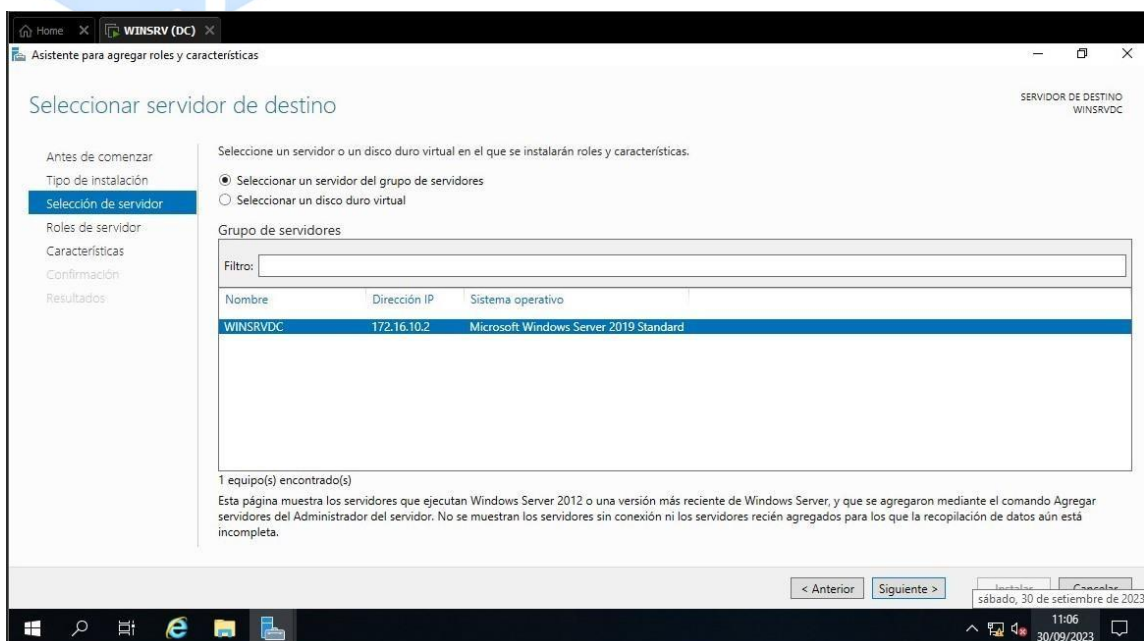 Home
WINSRV (DC)
Asistente para agregar roles y características
Seleccionar servidor de destino
SERVIDOR DE DESTINO
WINSRVDC
Antes de comenzar
Tipo de instalación
Selección de servidor
Roles de servidor
Características
Confirmación
Resultados
Seleccione un servidor o un disco duro virtual en el que se instalarán roles y características.
Seleccionar un servidor del grupo de servidores
Seleccionar un disco duro virtual
Grupo de servidores
Filtro:
Nombre Dirección IP Sistema operativo
WINSRVDC 172.16.10.2 Microsoft Windows Server 2019 Standard
1 equipo(s) encontrado(s)
Esta página muestra los servidores que ejecutan Windows Server 2012 o una versión más reciente de Windows Server, y que se agregaron mediante el comando Agregar
servidores del Administrador del servidor. No se muestran los servidores sin conexión ni los servidores recién agregados para los que la recopilación de datos aún está
incompleta.
< Anterior Siguiente > Instalar Cancelar
sábado, 30 de setiembre de 2023
11:06
30/09/2023